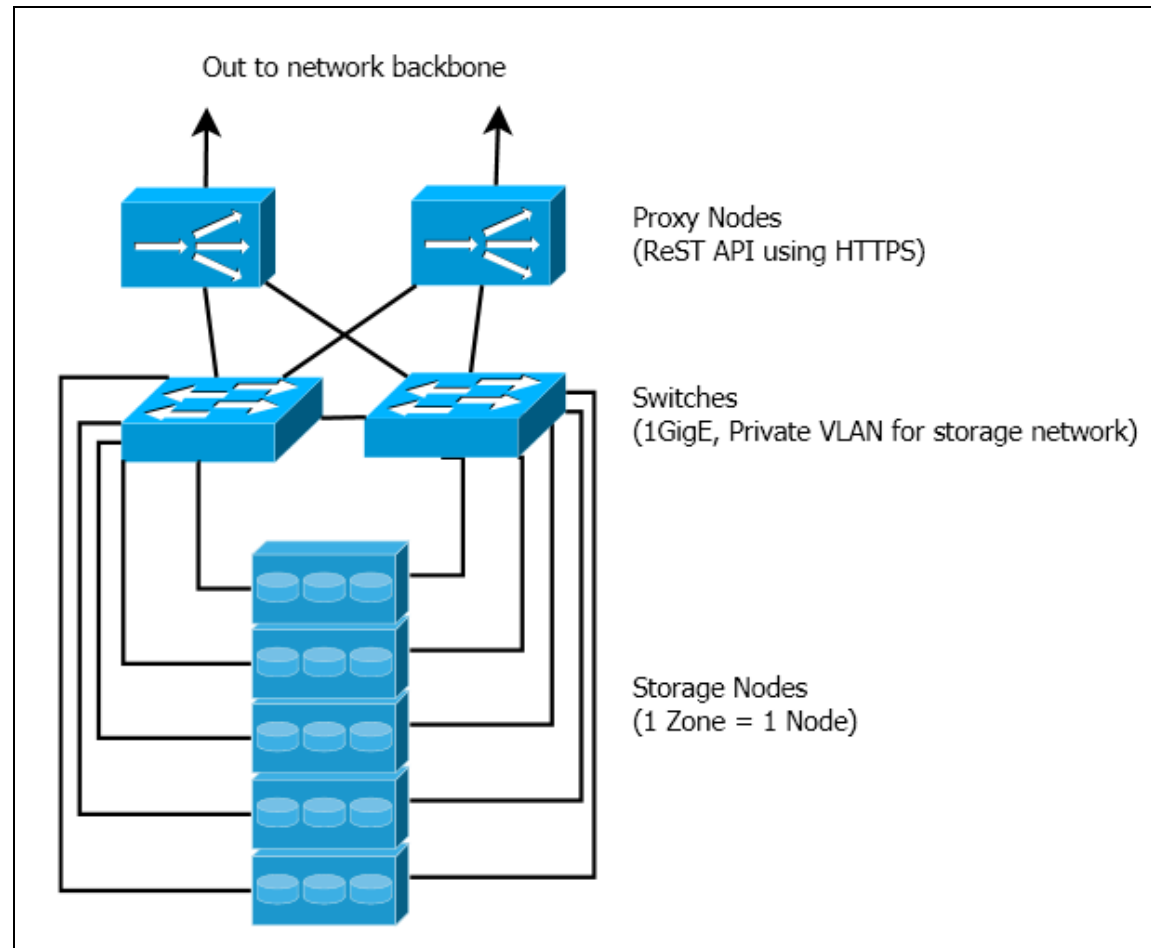 Out to network backbone
Proxy Nodes
(ReST API using HTTPS)
Switches
(1GigE, Private VLAN for storage network)
Storage Nodes
(1 Zone = 1 Node)